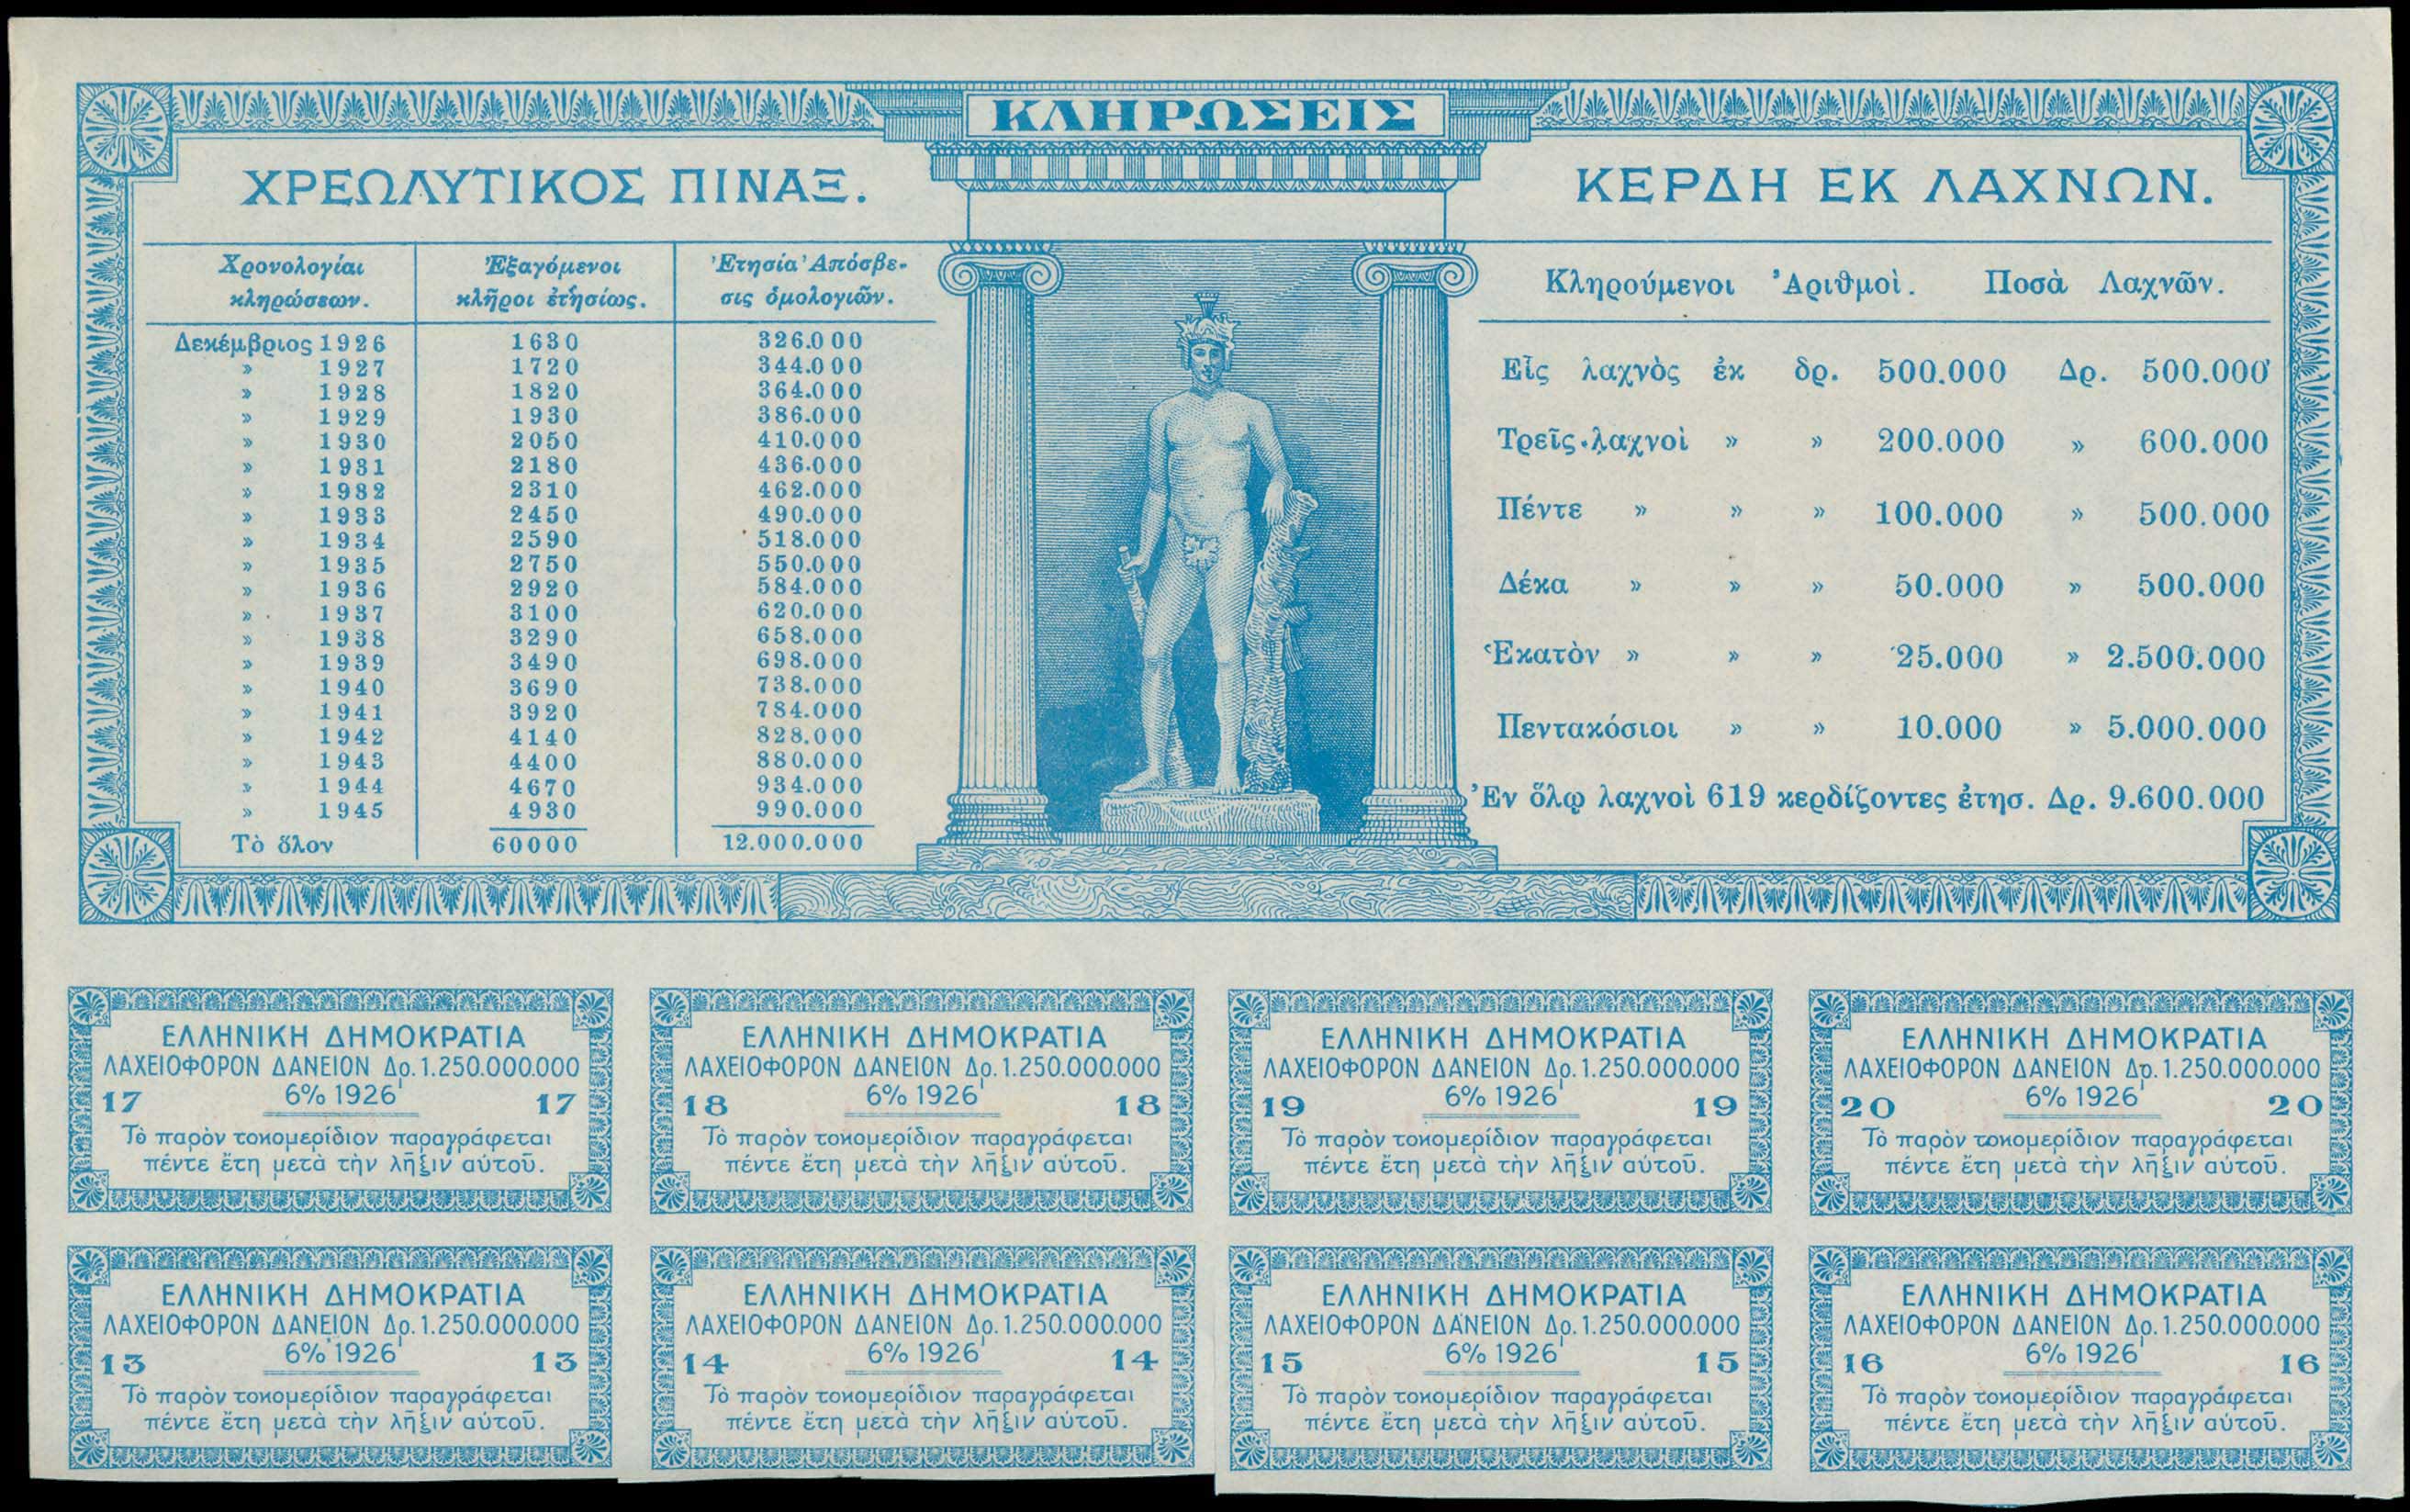 ΚΛΗΡΩΣΕΙΣ
ΧΡΕΩΛΥΤΙΚΟΣ ΠΙΝΑΞ.
Χρονολογίαι κληρώσεων. Ἐξαγόμενοι κλῆροι ἐτησίως. Ἐτησία Ἀπόσβεσις ὁμολογιῶν.
Δεκέμβριος 1926 1630 326.000
» 1927 1720 344.000
» 1928 1820 364.000
» 1929 1930 386.000
» 1930 2050 410.000
» 1931 2180 436.000
» 1932 2310 462.000
» 1933 2450 490.000
» 1934 2590 518.000
» 1935 2750 550.000
» 1936 2920 584.000
» 1937 3100 620.000
» 1938 3290 658.000
» 1939 3490 698.000
» 1940 3690 738.000
» 1941 3920 784.000
» 1942 4140 828.000
» 1943 4400 880.000
» 1944 4670 934.000
» 1945 4930 990.000
Τὸ ὅλον 60000 12.000.000
ΚΕΡΔΗ ΕΚ ΛΑΧΝΩΝ.
Κληρούμενοι Ἀριθμοὶ. Ποσὰ Λαχνῶν.
Εἷς λαχνὸς ἐκ δρ. 500.000 Δρ. 500.000
Τρεῖς λαχνοὶ » » 200.000 » 600.000
Πέντε » » » 100.000 » 500.000
Δέκα » » » 50.000 » 500.000
Ἑκατὸν » » » 25.000 » 2.500.000
Πεντακόσιοι » » 10.000 » 5.000.000
Ἐν ὅλῳ λαχνοὶ 619 κερδίζοντες ἐτησ. Δρ. 9.600.000
ΕΛΛΗΝΙΚΗ ΔΗΜΟΚΡΑΤΙΑ
ΛΑΧΕΙΟΦΟΡΟΝ ΔΑΝΕΙΟΝ Δρ. 1.250.000.000
6% 1926
17 17
Τὸ παρὸν τοκομερίδιον παραγράφεται
πέντε ἔτη μετὰ τὴν λῆξιν αὐτοῦ.
ΕΛΛΗΝΙΚΗ ΔΗΜΟΚΡΑΤΙΑ
ΛΑΧΕΙΟΦΟΡΟΝ ΔΑΝΕΙΟΝ Δρ. 1.250.000.000
6% 1926
18 18
Τὸ παρὸν τοκομερίδιον παραγράφεται
πέντε ἔτη μετὰ τὴν λῆξιν αὐτοῦ.
ΕΛΛΗΝΙΚΗ ΔΗΜΟΚΡΑΤΙΑ
ΛΑΧΕΙΟΦΟΡΟΝ ΔΑΝΕΙΟΝ Δρ. 1.250.000.000
6% 1926
19 19
Τὸ παρὸν τοκομερίδιον παραγράφεται
πέντε ἔτη μετὰ τὴν λῆξιν αὐτοῦ.
ΕΛΛΗΝΙΚΗ ΔΗΜΟΚΡΑΤΙΑ
ΛΑΧΕΙΟΦΟΡΟΝ ΔΑΝΕΙΟΝ Δρ. 1.250.000.000
6% 1926
20 20
Τὸ παρὸν τοκομερίδιον παραγράφεται
πέντε ἔτη μετὰ τὴν λῆξιν αὐτοῦ.
ΕΛΛΗΝΙΚΗ ΔΗΜΟΚΡΑΤΙΑ
ΛΑΧΕΙΟΦΟΡΟΝ ΔΑΝΕΙΟΝ Δρ. 1.250.000.000
6% 1926
13 13
Τὸ παρὸν τοκομερίδιον παραγράφεται
πέντε ἔτη μετὰ τὴν λῆξιν αὐτοῦ.
ΕΛΛΗΝΙΚΗ ΔΗΜΟΚΡΑΤΙΑ
ΛΑΧΕΙΟΦΟΡΟΝ ΔΑΝΕΙΟΝ Δρ. 1.250.000.000
6% 1926
14 14
Τὸ παρὸν τοκομερίδιον παραγράφεται
πέντε ἔτη μετὰ τὴν λῆξιν αὐτοῦ.
ΕΛΛΗΝΙΚΗ ΔΗΜΟΚΡΑΤΙΑ
ΛΑΧΕΙΟΦΟΡΟΝ ΔΑΝΕΙΟΝ Δρ. 1.250.000.000
6% 1926
15 15
Τὸ παρὸν τοκομερίδιον παραγράφεται
πέντε ἔτη μετὰ τὴν λῆξιν αὐτοῦ.
ΕΛΛΗΝΙΚΗ ΔΗΜΟΚΡΑΤΙΑ
ΛΑΧΕΙΟΦΟΡΟΝ ΔΑΝΕΙΟΝ Δρ. 1.250.000.000
6% 1926
16 16
Τὸ παρὸν τοκομερίδιον παραγράφεται
πέντε ἔτη μετὰ τὴν λῆξιν αὐτοῦ.